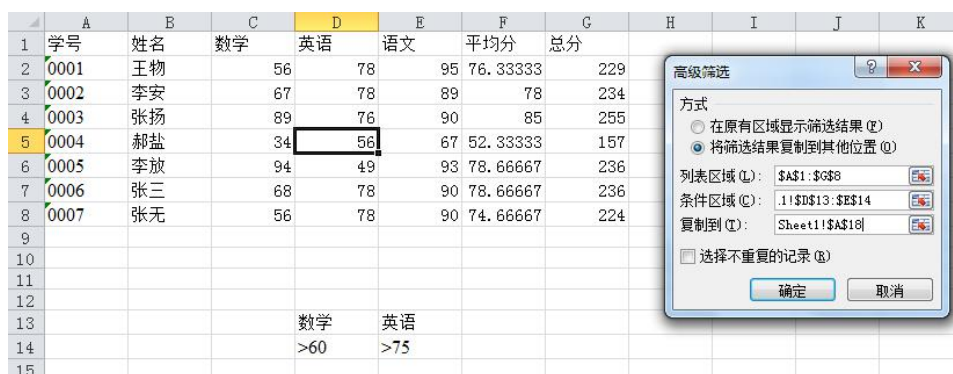 A B C D E F G H I J K
1 学号 姓名 数学 英语 语文 平均分 总分
2 0001 王物 56 78 95 76.33333 229
3 0002 李安 67 78 89 78 234
4 0003 张扬 89 76 90 85 255
5 0004 郝盐 34 56 67 52.33333 157
6 0005 李放 94 49 93 78.66667 236
7 0006 张三 68 78 90 78.66667 236
8 0007 张无 56 78 90 74.66667 224
9
10
11
12
13 数学 英语
14 >60 >75
15
高级筛选
方式
在原有区域显示筛选结果(F)
将筛选结果复制到其他位置(O)
列表区域(L): $A$1:$G$8
条件区域(C): .1!$D$13:$E$14
复制到(T): Sheet1!$A$18
选择不重复的记录(R)
确定 取消